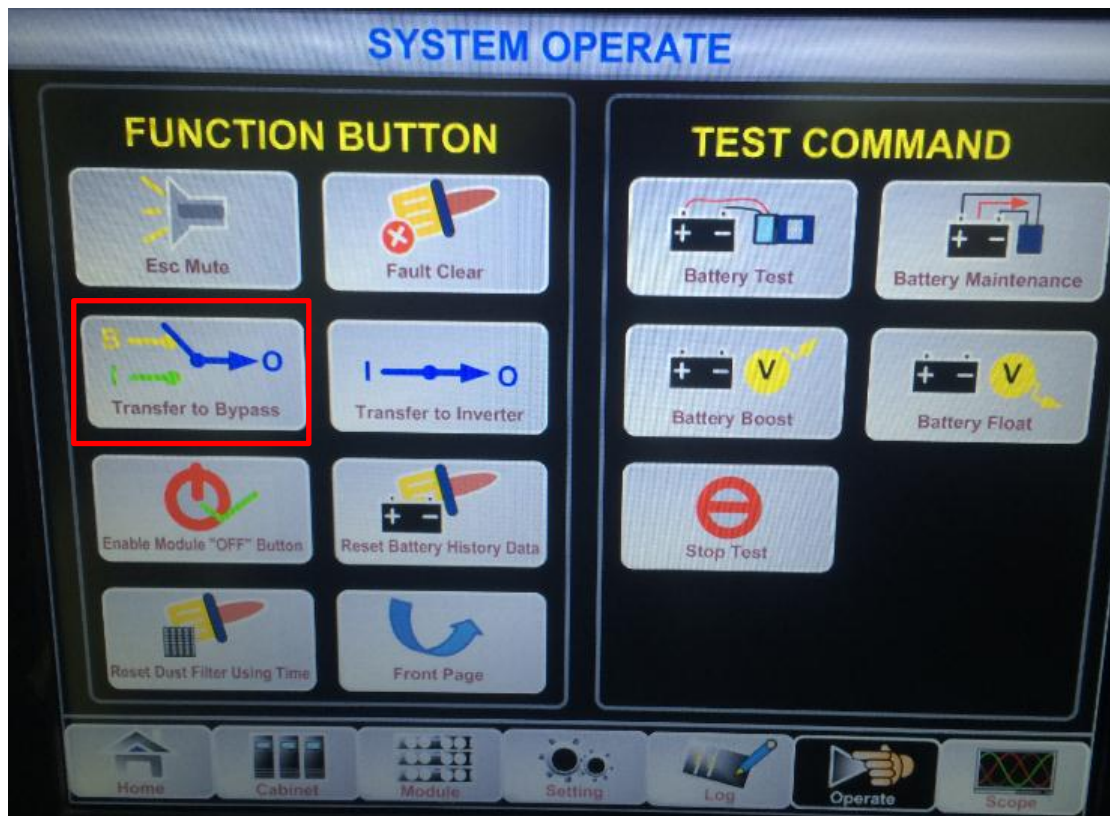 SYSTEM OPERATE
FUNCTION BUTTON
Esc Mute
Fault Clear
B
I
O
Transfer to Bypass
I
O
Transfer to Inverter
Enable Module "OFF" Button
Reset Battery History Data
Reset Dust Filter Using Time
Front Page
TEST COMMAND
Battery Test
Battery Maintenance
V
Battery Boost
V
Battery Float
Stop Test
Home
Cabinet
Module
Setting
Log
Operate
Scope